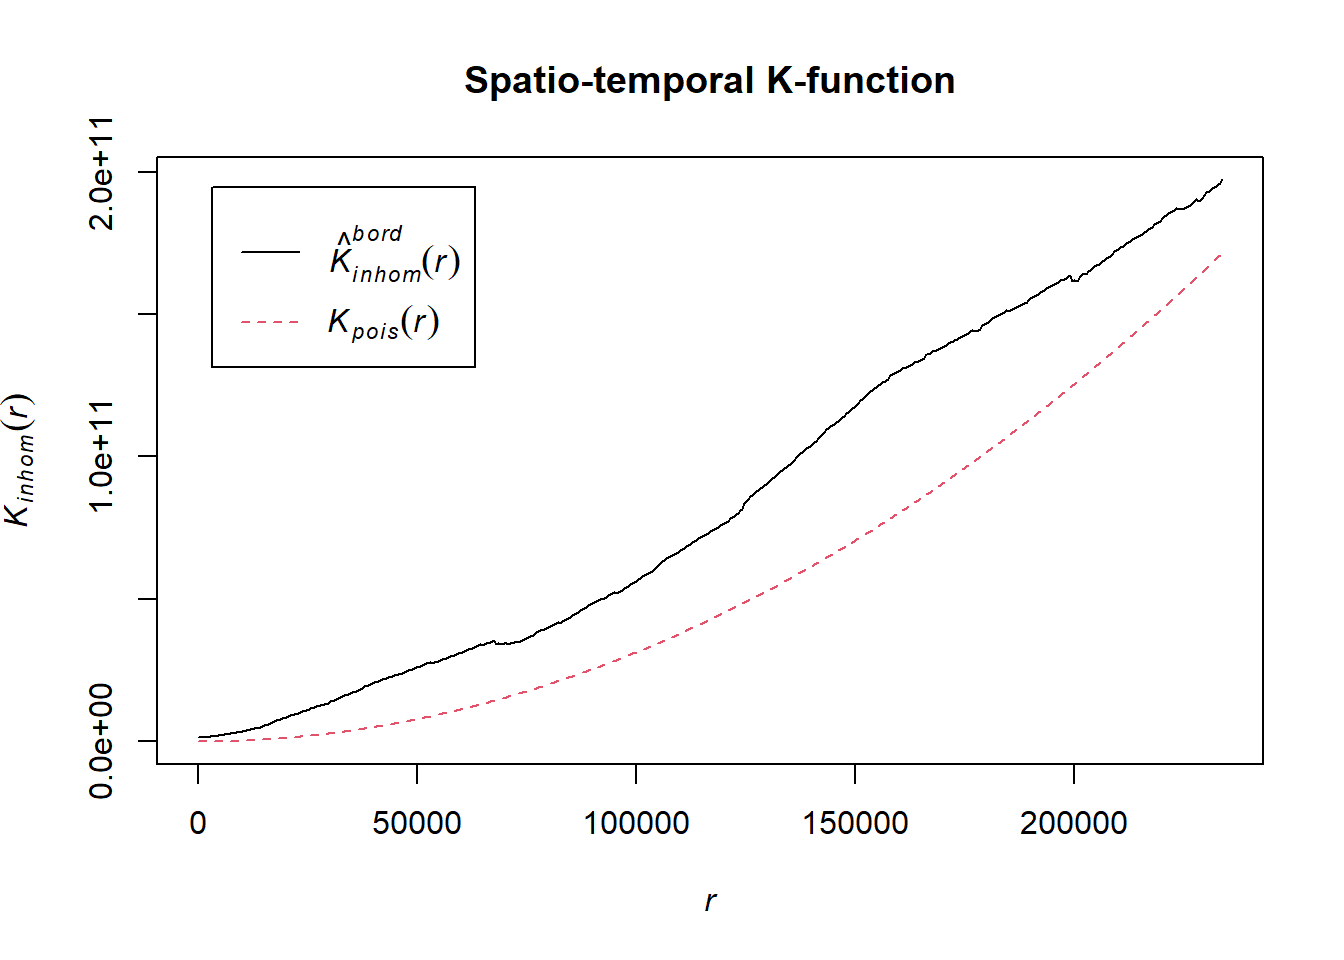 Spatio-temporal K-function
2.0e+11
1.0e+11
0.0e+00
K_inhom(r)
K̂^bord_inhom(r)
K_pois(r)
0 50000 100000 150000 200000
r